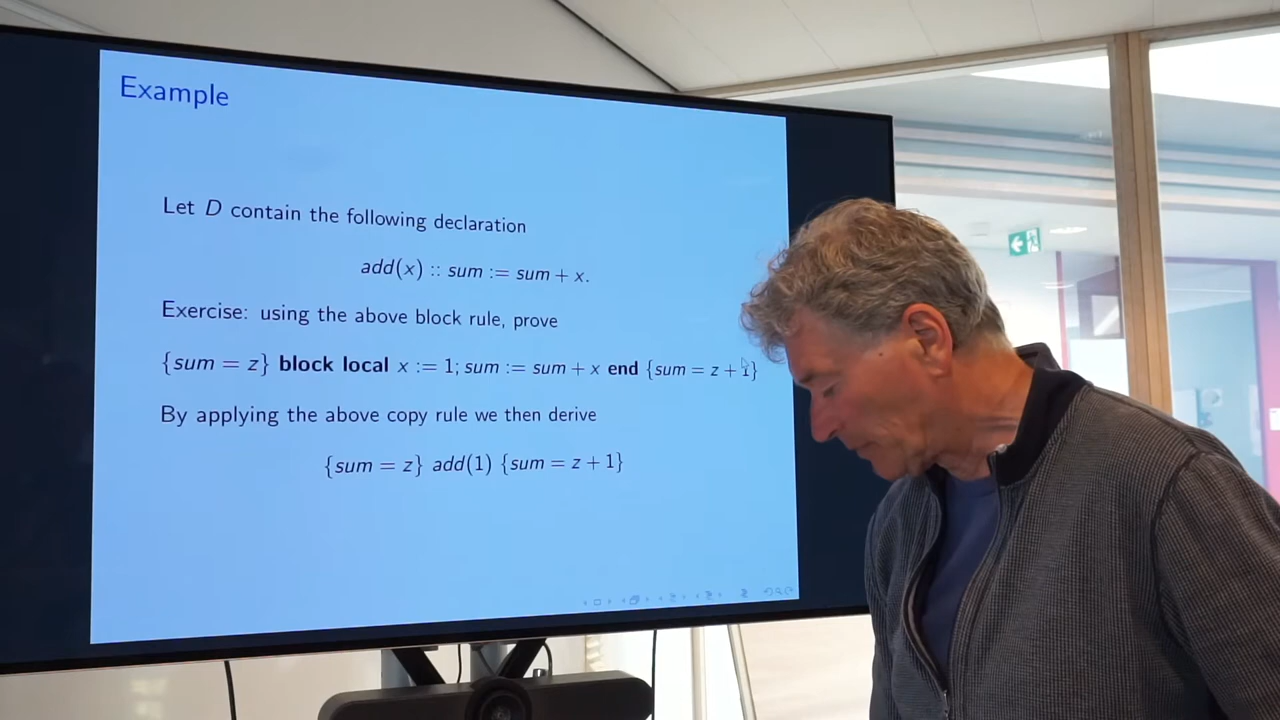 Example
Let D contain the following declaration
add(x) :: sum := sum + x.
Exercise: using the above block rule, prove
{sum = z} block local x := 1; sum := sum + x end {sum = z + 1}
By applying the above copy rule we then derive
{sum = z} add(1) {sum = z + 1}